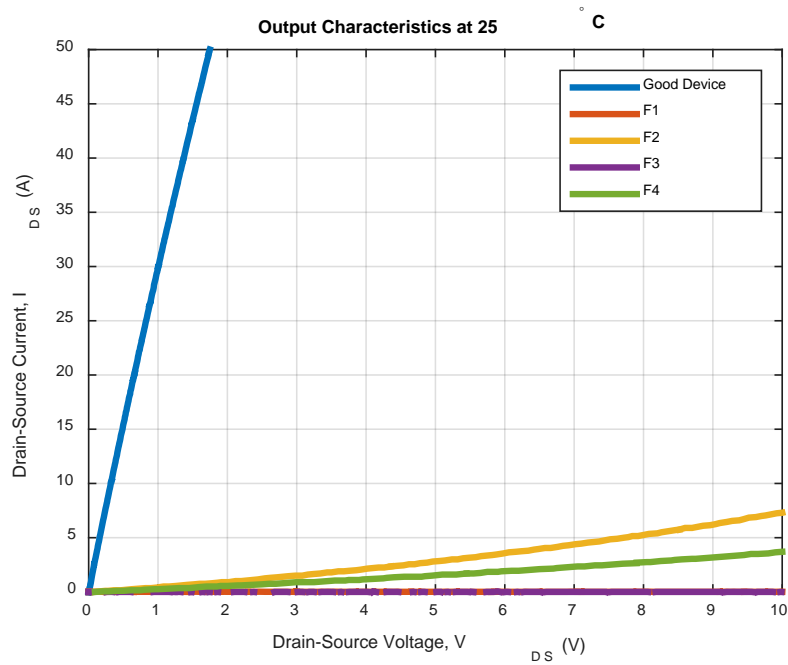 Output Characteristics at 25 ° C
50
45
40
35
30
25
20
15
10
5
0
Drain-Source Current, I DS (A)
Good Device
F1
F2
F3
F4
0 1 2 3 4 5 6 7 8 9 10
Drain-Source Voltage, V DS (V)